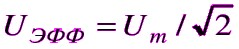 U_ЭФФ = U_m / √2